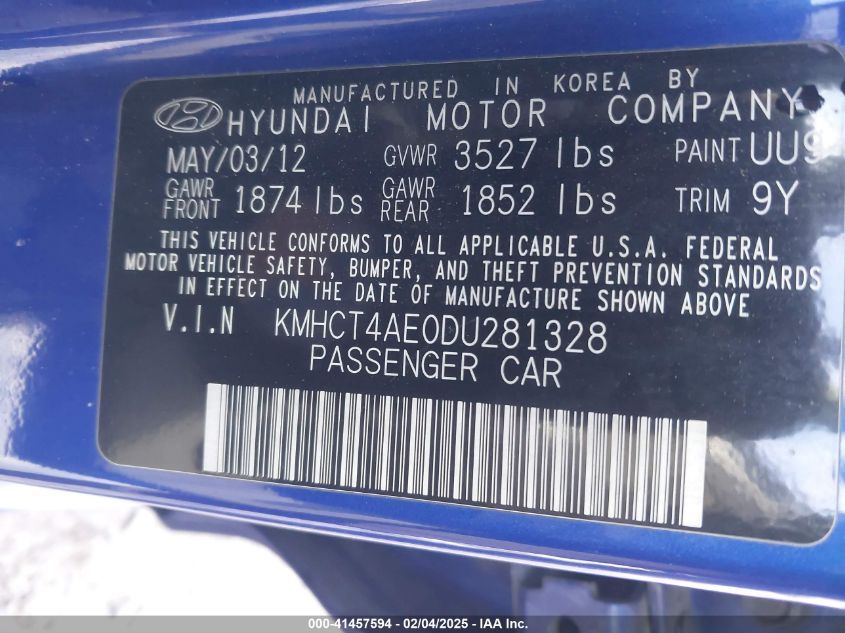 MANUFACTURED IN KOREA BY
HYUNDAI MOTOR COMPANY
MAY/03/12 GVWR 3527 lbs PAINT UU9
GAWR FRONT 1874 lbs GAWR REAR 1852 lbs TRIM 9Y
THIS VEHICLE CONFORMS TO ALL APPLICABLE U.S.A. FEDERAL
MOTOR VEHICLE SAFETY, BUMPER, AND THEFT PREVENTION STANDARDS
IN EFFECT ON THE DATE OF MANUFACTURE SHOWN ABOVE
V.I.N KMHCT4AE0DU281328
PASSENGER CAR
000-41457594 - 02/04/2025 - IAA Inc.